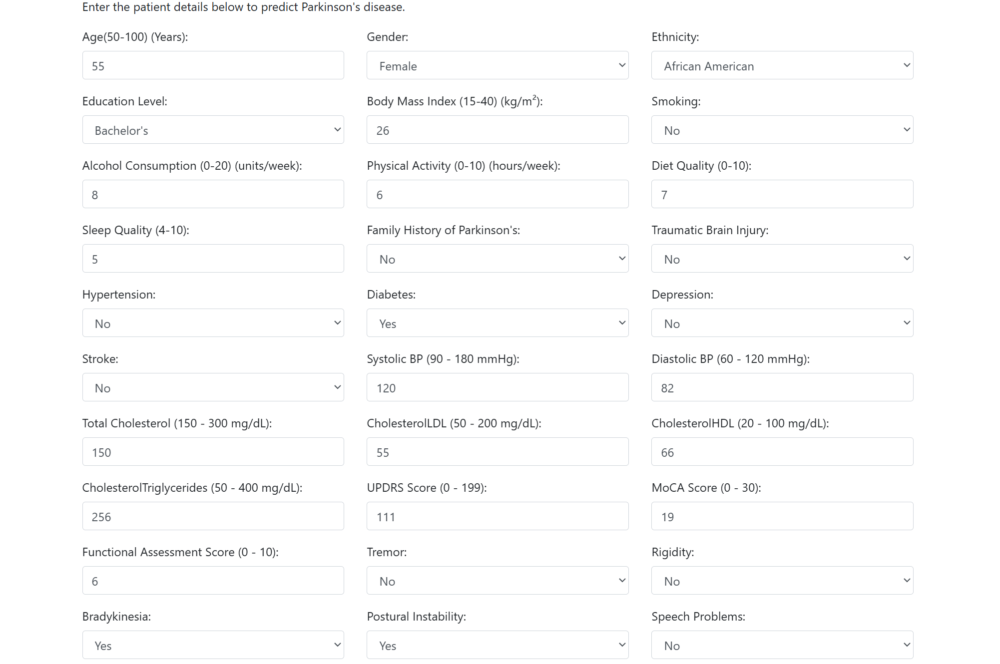 Enter the patient details below to predict Parkinson's disease.
Age(50-100) (Years):
Gender:
Ethnicity:
55
Female
African American
Education Level:
Body Mass Index (15-40) (kg/m²):
Smoking:
Bachelor's
26
No
Alcohol Consumption (0-20) (units/week):
Physical Activity (0-10) (hours/week):
Diet Quality (0-10):
8
6
7
Sleep Quality (4-10):
Family History of Parkinson's:
Traumatic Brain Injury:
5
No
No
Hypertension:
Diabetes:
Depression:
No
Yes
No
Stroke:
Systolic BP (90 - 180 mmHg):
Diastolic BP (60 - 120 mmHg):
No
120
82
Total Cholesterol (150 - 300 mg/dL):
CholesterolLDL (50 - 200 mg/dL):
CholesterolHDL (20 - 100 mg/dL):
150
55
66
CholesterolTriglycerides (50 - 400 mg/dL):
UPDRS Score (0 - 199):
MoCA Score (0 - 30):
256
111
19
Functional Assessment Score (0 - 10):
Tremor:
Rigidity:
6
No
No
Bradykinesia:
Postural Instability:
Speech Problems:
Yes
Yes
No